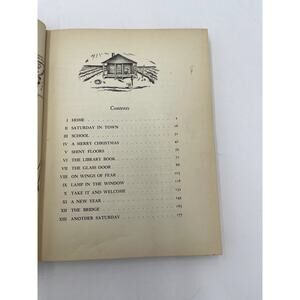 Contents
I HOME
II SATURDAY IN TOWN
III SCHOOL
IV A MERRY CHRISTMAS
V SHINY FLOORS
VI THE LIBRARY BOOK
VII THE GLASS DOOR
VIII ON WINGS OF FEAR
IX LAMP IN THE WINDOW
X TAKE IT AND WELCOME
XI A NEW YEAR
XII THE BRIDGE
XIII ANOTHER SATURDAY 177